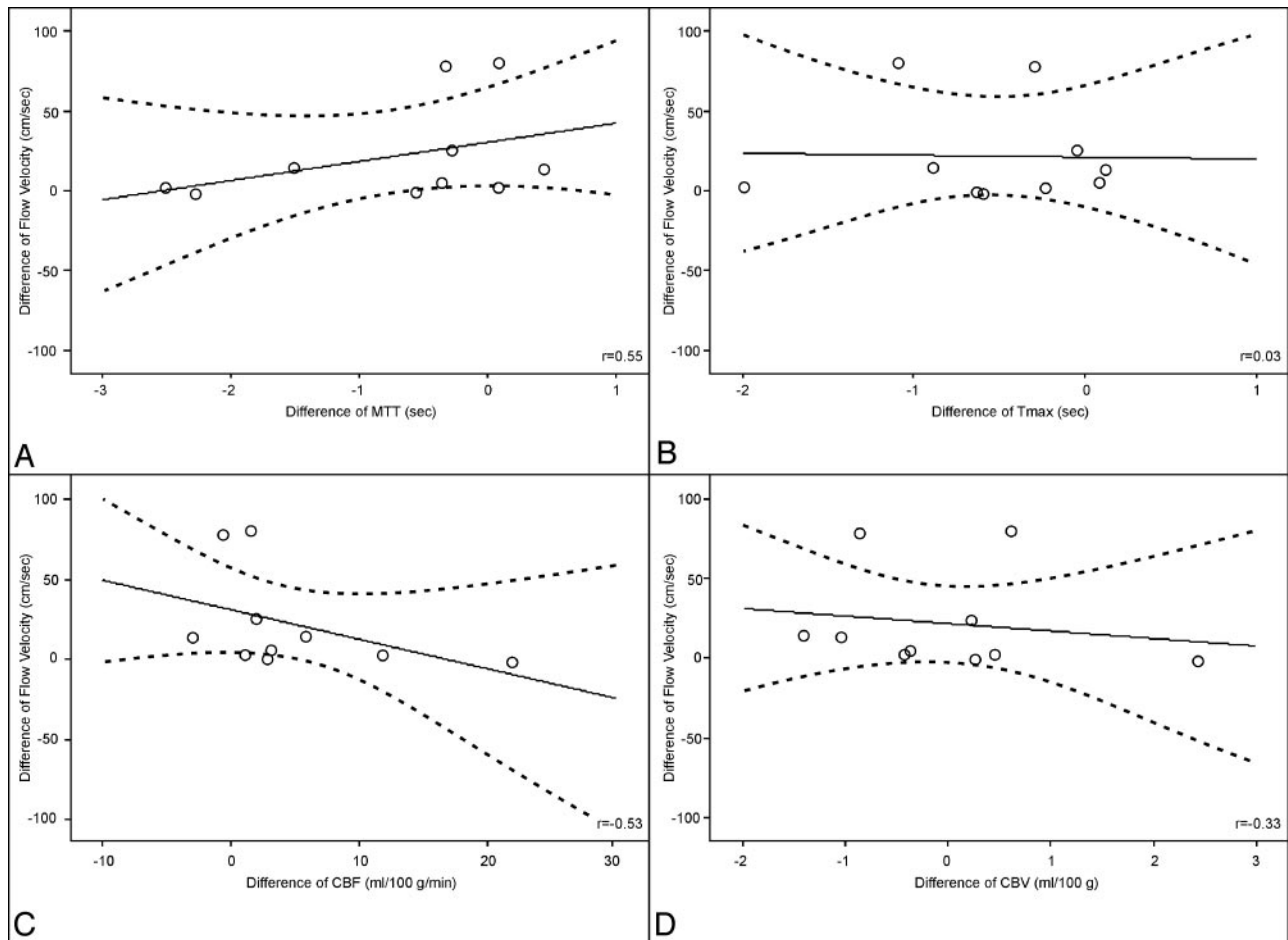 100
50
0
-50
-100
Difference of Flow Velocity (cm/sec)
-3
-2
-1
0
1
Difference of MTT (sec)
r=0.55
A
100
50
0
-50
-100
Difference of Flow Velocity (cm/sec)
-2
-1
0
1
Difference of Tmax (sec)
r=0.03
B
100
50
0
-50
-100
Difference of Flow Velocity (cm/sec)
-10
0
10
20
30
Difference of CBF (ml/100 g/min)
r=-0.53
C
100
50
0
-50
-100
Difference of Flow Velocity (cm/sec)
-2
-1
0
1
2
3
Difference of CBV (ml/100 g)
r=-0.33
D